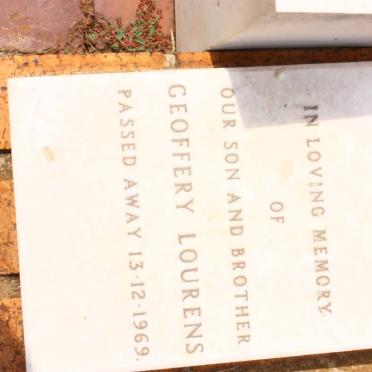 IN LOVING MEMORY
OF
OUR SON AND BROTHER
GEOFFERY LOURENS
PASSED AWAY 13·12·1969.